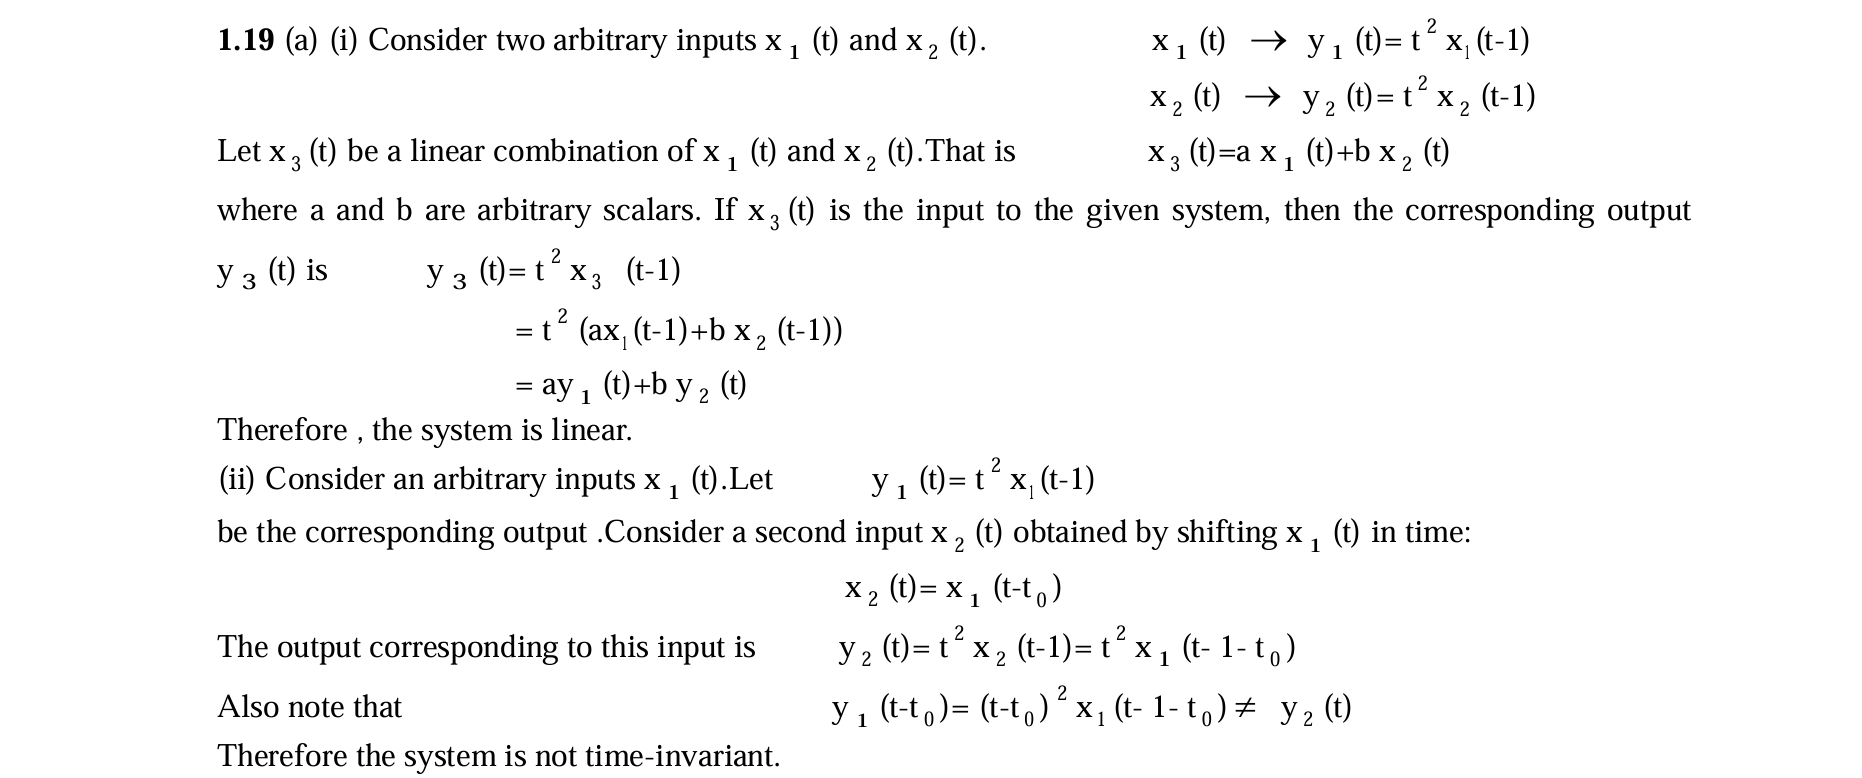 1.19 (a) (i) Consider two arbitrary inputs x₁ (t) and x₂ (t). x₁ (t) → y₁ (t)= t² x₁(t-1)
x₂ (t) → y₂ (t)= t² x₂ (t-1)
Let x₃ (t) be a linear combination of x₁ (t) and x₂ (t).That is x₃ (t)=a x₁ (t)+b x₂ (t)
where a and b are arbitrary scalars. If x₃ (t) is the input to the given system, then the corresponding output
y₃ (t) is y₃ (t)= t² x₃ (t-1)
= t² (ax₁(t-1)+b x₂ (t-1))
= ay₁ (t)+b y₂ (t)
Therefore , the system is linear.
(ii) Consider an arbitrary inputs x₁ (t).Let y₁ (t)= t² x₁(t-1)
be the corresponding output .Consider a second input x₂ (t) obtained by shifting x₁ (t) in time:
x₂ (t)= x₁ (t-t₀)
The output corresponding to this input is y₂ (t)= t² x₂ (t-1)= t² x₁ (t- 1- t₀)
Also note that y₁ (t-t₀)= (t-t₀)² x₁(t- 1- t₀) ≠ y₂ (t)
Therefore the system is not time-invariant.